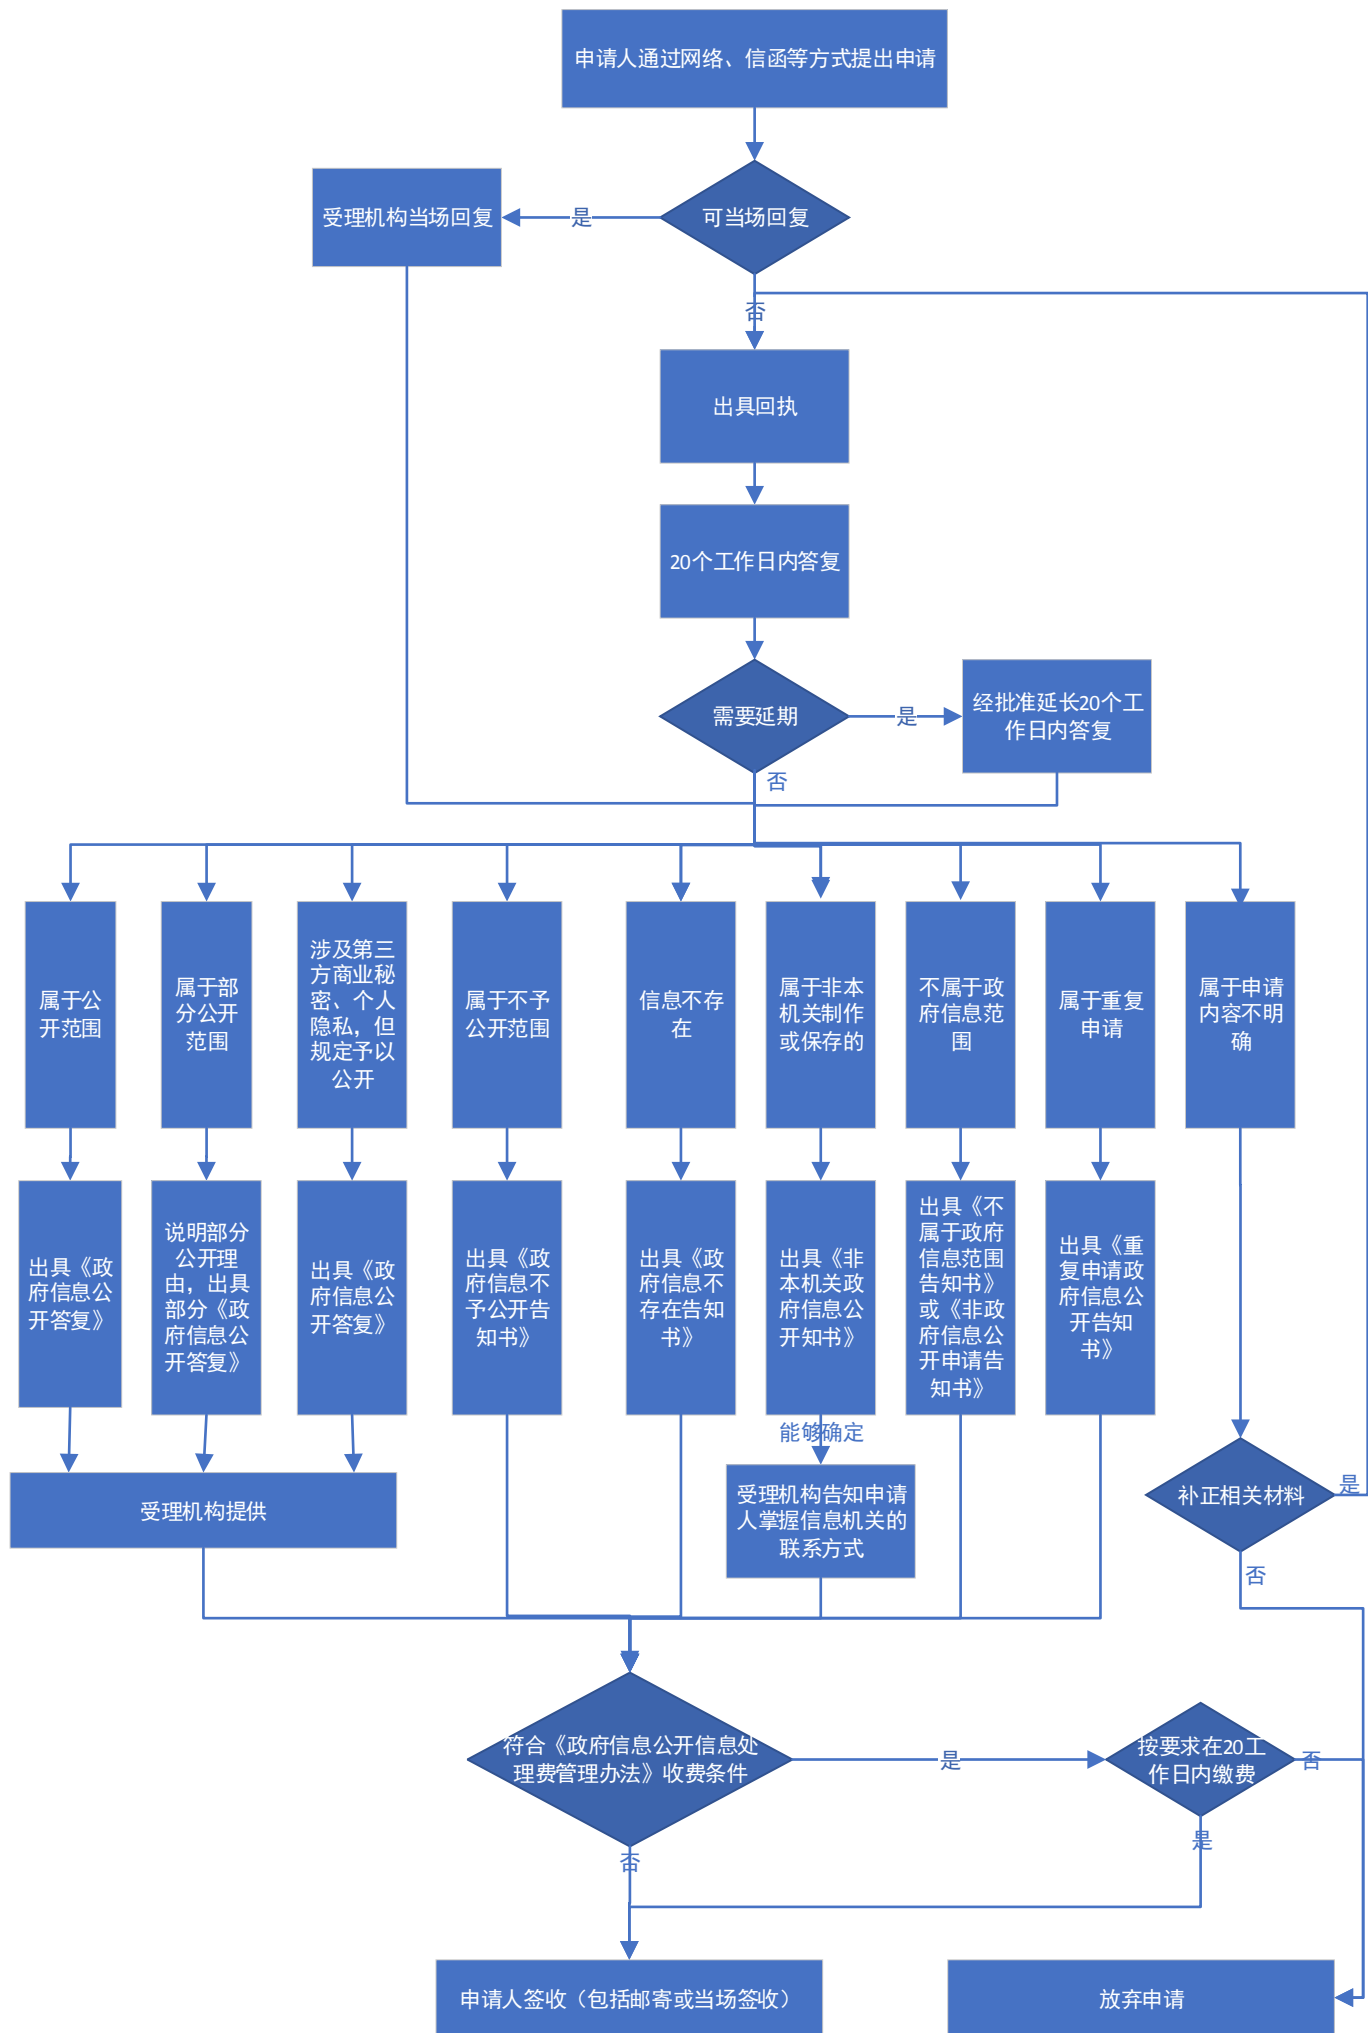 申请人通过网络、信函等方式提出申请
受理机构当场回复
是
可当场回复
否
出具回执
20个工作日内答复
需要延期
是
经批准延长20个工
作日内答复
否
属于公
开范围
属于部
分公开
范围
涉及第三
方商业秘
密、个人
隐私，但
规定予以
公开
属于不予
公开范围
信息不存
在
属于非本
机关制作
或保存的
不属于政
府信息范
围
属于重复
申请
属于申请
内容不明
确
出具《政
府信息公
开答复》
说明部分
公开理
由，出具
部分《政
府信息公
开答复》
出具《政
府信息公
开答复》
出具《政
府信息不
予公开告
知书》
出具《政
府信息不
存在告知
书》
出具《非
本机关政
府信息公
开知书》
出具《不
属于政府
信息范围
告知书》
或《非政
府信息公
开申请告
知书》
出具《重
复申请政
府信息公
开告知
书》
能够确定
受理机构提供
受理机构告知申请
人掌握信息机关的
联系方式
补正相关材料
是
否
符合《政府信息公开信息处
理费管理办法》收费条件
是
按要求在20工
作日内缴费
否
是
否
申请人签收（包括邮寄或当场签收）
放弃申请